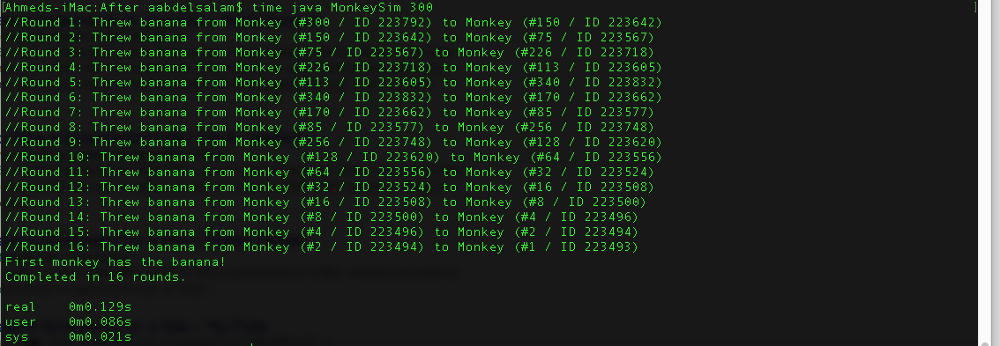 [Ahmeds-iMac:After aabdelsalam$ time java MonkeySim 300 ]
//Round 1: Threw banana from Monkey (#300 / ID 223792) to Monkey (#150 / ID 223642)
//Round 2: Threw banana from Monkey (#150 / ID 223642) to Monkey (#75 / ID 223567)
//Round 3: Threw banana from Monkey (#75 / ID 223567) to Monkey (#226 / ID 223718)
//Round 4: Threw banana from Monkey (#226 / ID 223718) to Monkey (#113 / ID 223605)
//Round 5: Threw banana from Monkey (#113 / ID 223605) to Monkey (#340 / ID 223832)
//Round 6: Threw banana from Monkey (#340 / ID 223832) to Monkey (#170 / ID 223662)
//Round 7: Threw banana from Monkey (#170 / ID 223662) to Monkey (#85 / ID 223577)
//Round 8: Threw banana from Monkey (#85 / ID 223577) to Monkey (#256 / ID 223748)
//Round 9: Threw banana from Monkey (#256 / ID 223748) to Monkey (#128 / ID 223620)
//Round 10: Threw banana from Monkey (#128 / ID 223620) to Monkey (#64 / ID 223556)
//Round 11: Threw banana from Monkey (#64 / ID 223556) to Monkey (#32 / ID 223524)
//Round 12: Threw banana from Monkey (#32 / ID 223524) to Monkey (#16 / ID 223508)
//Round 13: Threw banana from Monkey (#16 / ID 223508) to Monkey (#8 / ID 223500)
//Round 14: Threw banana from Monkey (#8 / ID 223500) to Monkey (#4 / ID 223496)
//Round 15: Threw banana from Monkey (#4 / ID 223496) to Monkey (#2 / ID 223494)
//Round 16: Threw banana from Monkey (#2 / ID 223494) to Monkey (#1 / ID 223493)
First monkey has the banana!
Completed in 16 rounds.
real 0m0.129s
user 0m0.086s
sys 0m0.021s